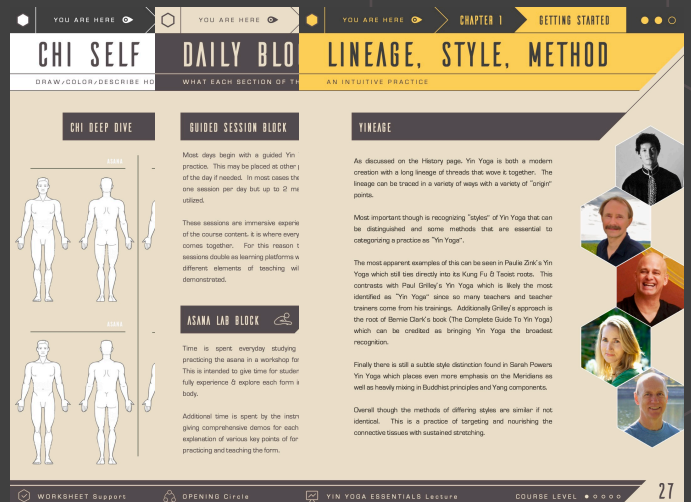 YOU ARE HERE
CHI SELF
DRAW/COLOR/DESCRIBE HO
CHI DEEP DIVE
ASANA
ASANA
WORKSHEET Support
YOU ARE HERE
DAILY BLO
WHAT EACH SECTION OF TH
GUIDED SESSION BLOCK
Most days begin with a guided Yin
practice. This may be placed at other
of the day if needed. In most cases the
one session per day but up to 2 m
utilized.
These sessions are immersive experie
of the course content, it is where every
comes together. For this reason t
sessions double as learning platforms w
different elements of teaching wil
demonstrated.
ASANA LAB BLOCK
Time is spent everyday studying
practicing the asana in a workshop for
This is intended to give time for studen
fully experience & explore each form i
body.
Additional time is spent by the instr
giving comprehensive demos for each
explanation of various key points of for
practicing and teaching the form.
OPENING Circle
YOU ARE HERE
CHAPTER 1
GETTING STARTED
LINEAGE, STYLE, METHOD
AN INTUITIVE PRACTICE
YINEAGE
As discussed on the History page, Yin Yoga is both a modern
creation with a long lineage of threads that wove it together. The
lineage can be traced in a variety of ways with a variety of "origin"
points.
Most important though is recognizing "styles" of Yin Yoga that can
be distinguished and some methods that are essential to
categorizing a practice as "Yin Yoga".
The most apparent examples of this can be seen in Paulie Zink's Yin
Yoga which still ties directly into its Kung Fu & Taoist roots. This
contrasts with Paul Grilley's Yin Yoga which is likely the most
identified as "Yin Yoga" since so many teachers and teacher
trainers come from his trainings. Additionally Grilley's approach is
the root of Bernie Clark's book (The Complete Guide To Yin Yoga)
which can be credited as bringing Yin Yoga the broadest
recognition.
Finally there is still a subtle style distinction found in Sarah Powers
Yin Yoga which places even more emphasis on the Meridians as
well as heavily mixing in Buddhist principles and Yang components.
Overall though the methods of differing styles are similar if not
identical. This is a practice of targeting and nourishing the
connective tissues with sustained stretching.
YIN YOGA ESSENTIALS Lecture
COURSE LEVEL
27